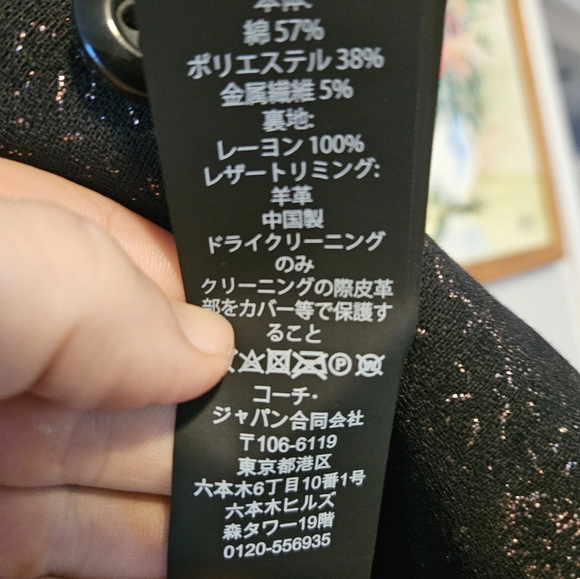 本体:
綿 57%
ポリエステル 38%
金属繊維 5%
裏地:
レーヨン 100%
レザートリミング:
羊革
中国製
ドライクリーニング
のみ
クリーニングの際皮革
部をカバー等で保護す
ること
P W
コーチ・
ジャパン合同会社
〒106-6119
東京都港区
六本木6丁目10番1号
六本木ヒルズ
森タワー19階
0120-556935